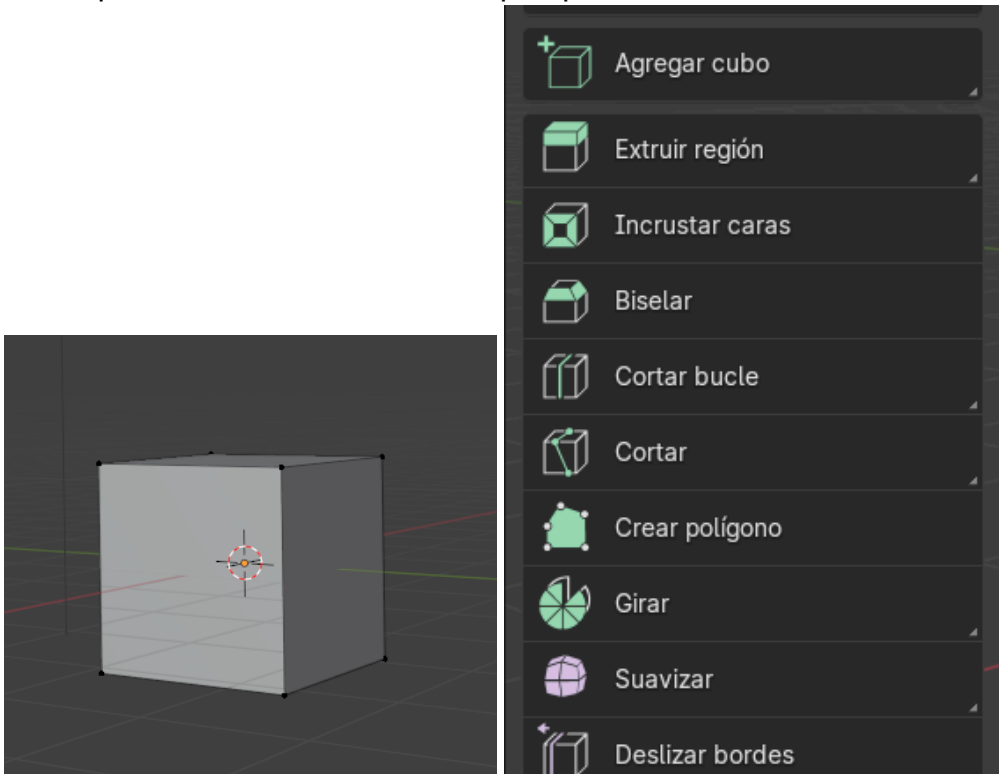 Agregar cubo
Extruir región
Incrustar caras
Biselar
Cortar bucle
Cortar
Crear polígono
Girar
Suavizar
Deslizar bordes